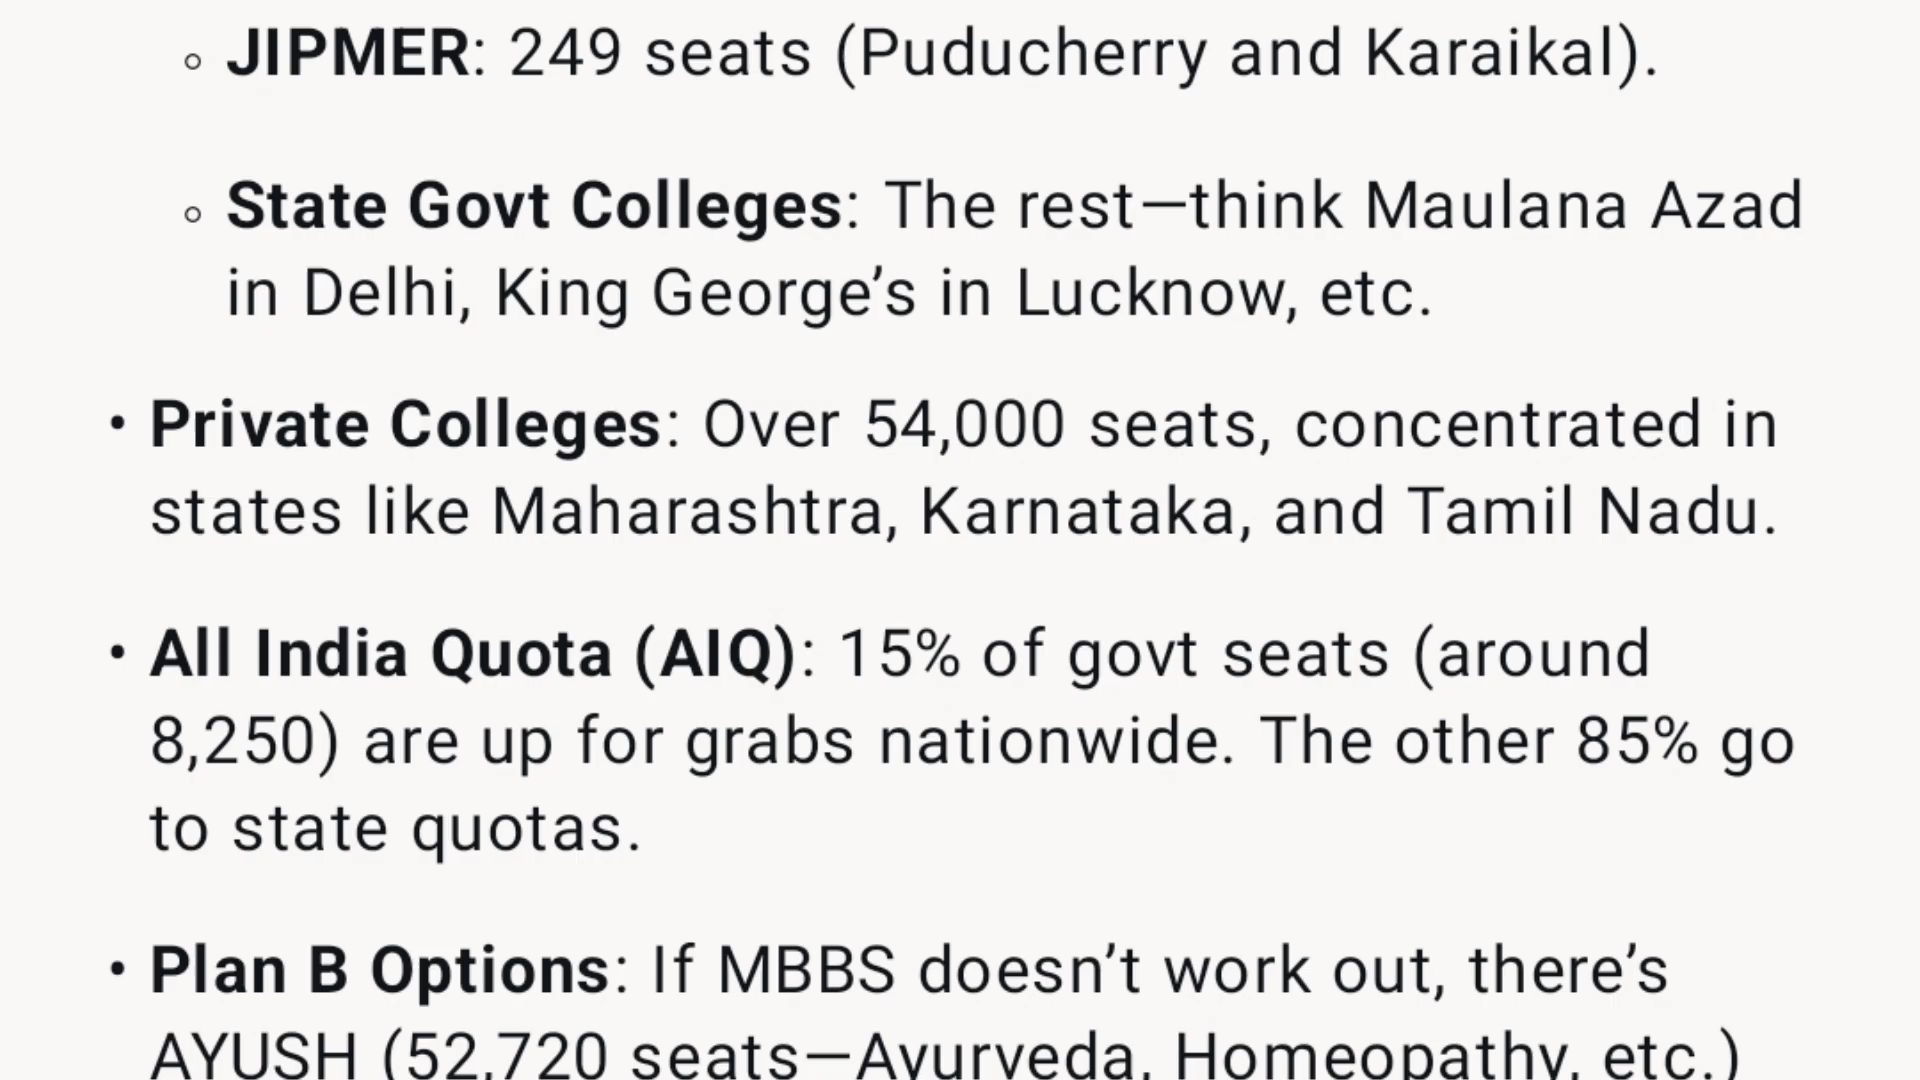 ◦ JIPMER: 249 seats (Puducherry and Karaikal).
◦ State Govt Colleges: The rest—think Maulana Azad
in Delhi, King George’s in Lucknow, etc.
• Private Colleges: Over 54,000 seats, concentrated in
states like Maharashtra, Karnataka, and Tamil Nadu.
• All India Quota (AIQ): 15% of govt seats (around
8,250) are up for grabs nationwide. The other 85% go
to state quotas.
• Plan B Options: If MBBS doesn’t work out, there’s
AYUSH (52,720 seats—Ayurveda, Homeopathy, etc.)